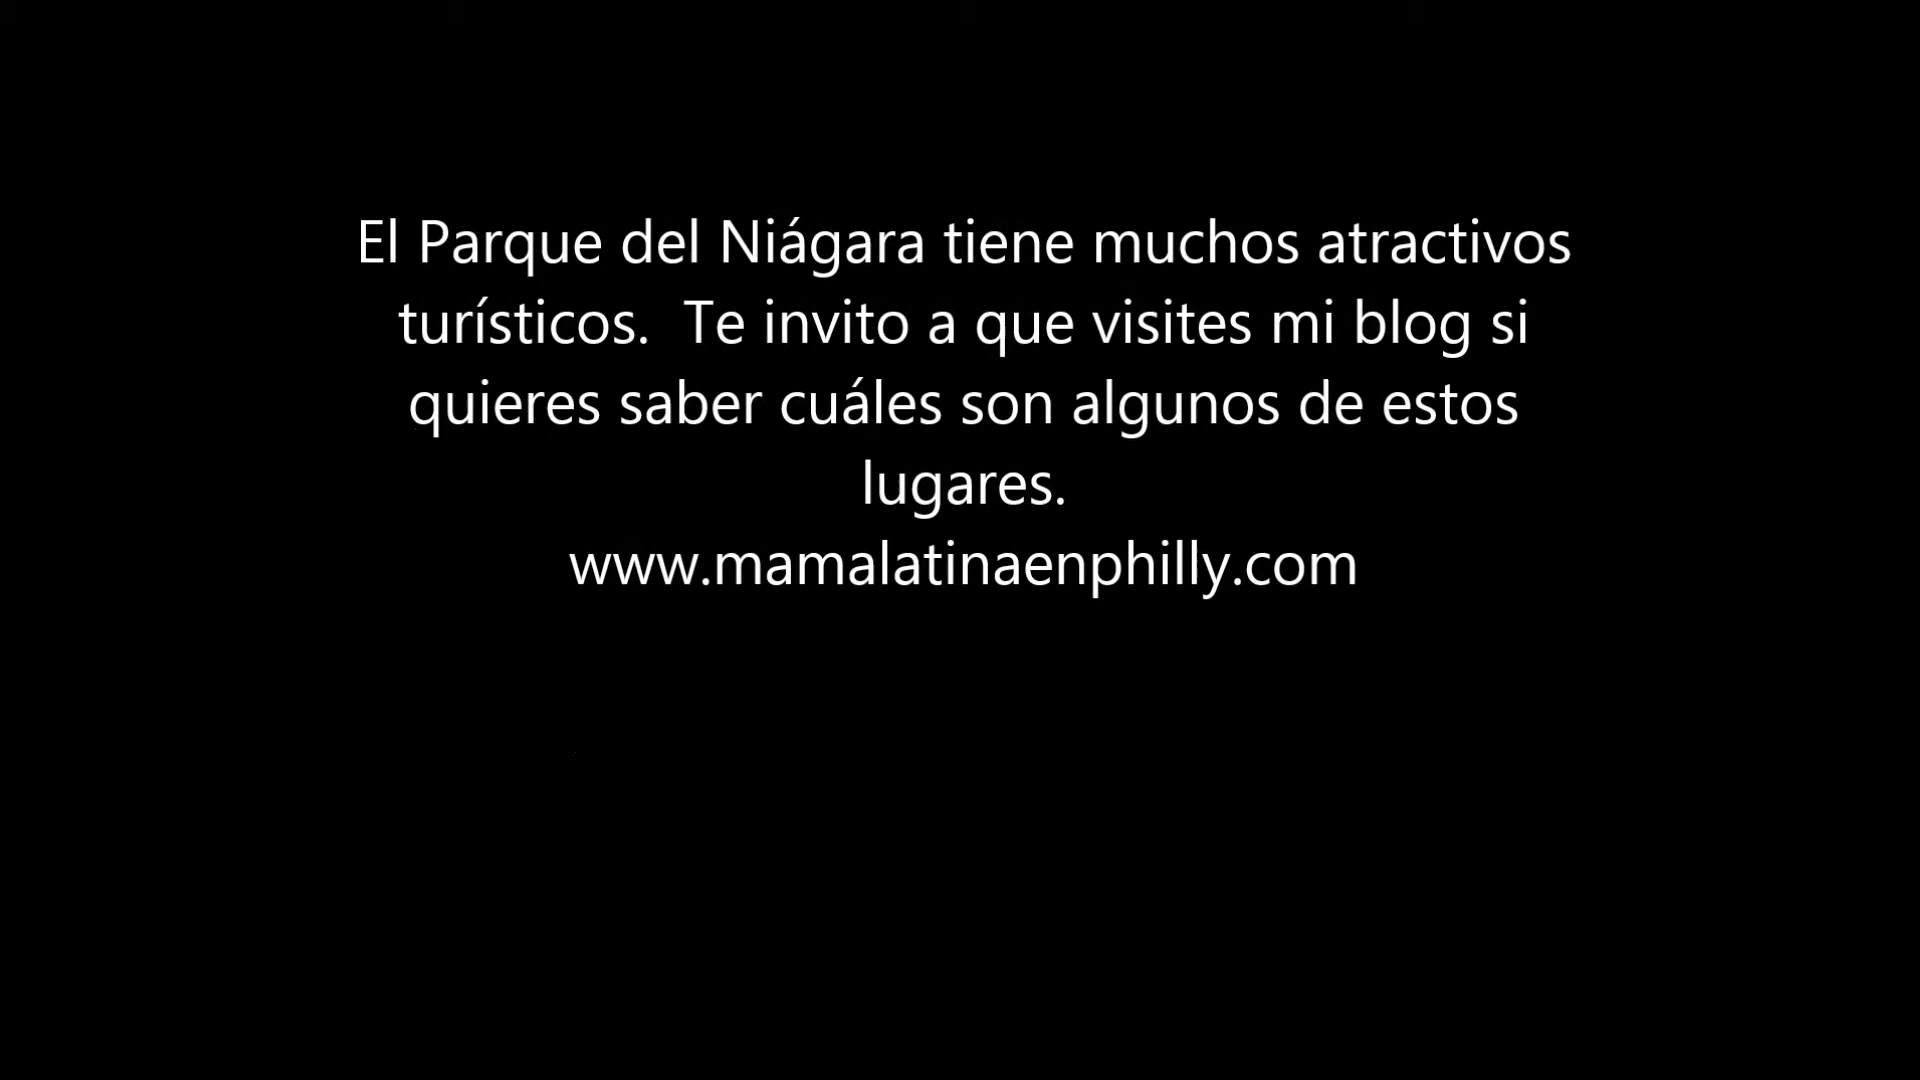 El Parque del Niágara tiene muchos atractivos
turísticos.  Te invito a que visites mi blog si
quieres saber cuáles son algunos de estos
lugares.
www.mamalatinaenphilly.com